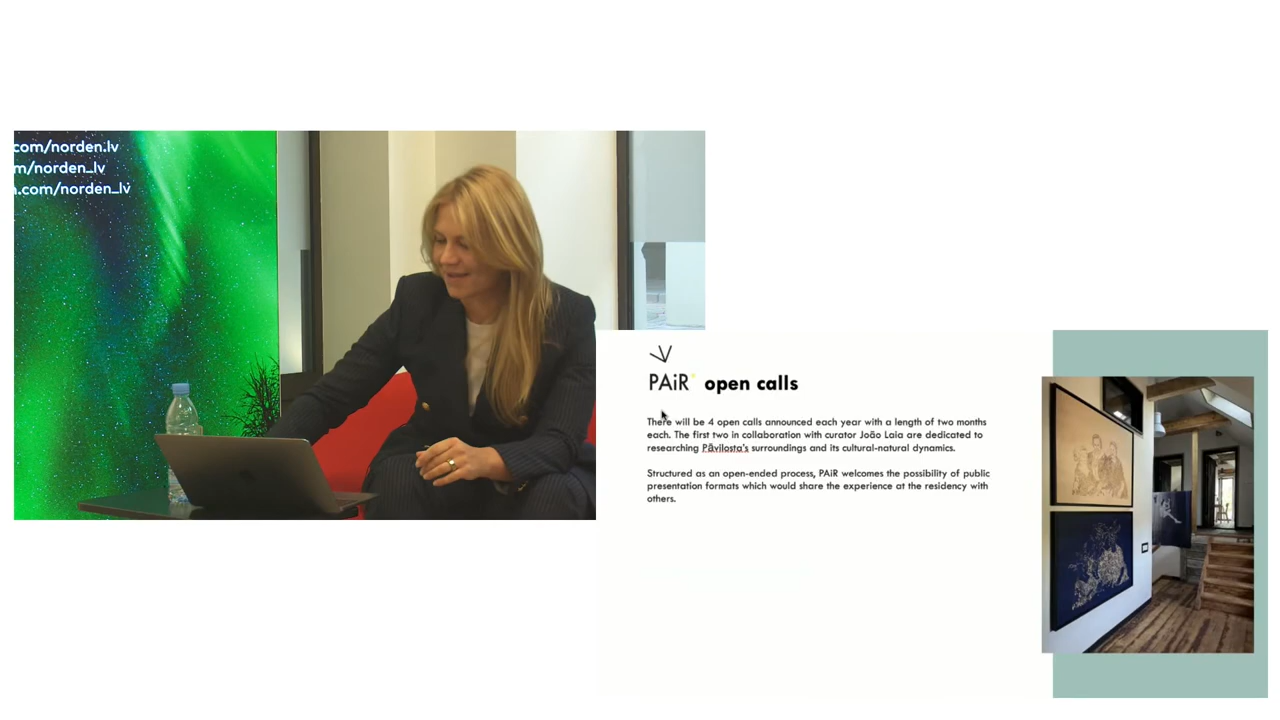 .com/norden.lv
m/norden_lv
n.com/norden_lv
PAiR open calls
There will be 4 open calls announced each year with a length of two months
each. The first two in collaboration with curator João Laia are dedicated to
researching Pāvilosta's surroundings and its cultural-natural dynamics.
Structured as an open-ended process, PAiR welcomes the possibility of public
presentation formats which would share the experience at the residency with
others.